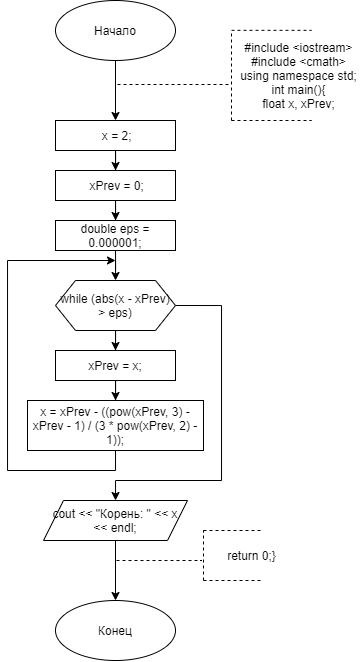 Начало
#include <iostream>
#include <cmath>
using namespace std;
int main(){
float x, xPrev;
x = 2;
xPrev = 0;
double eps =
0.000001;
while (abs(x - xPrev)
> eps)
xPrev = x;
x = xPrev - ((pow(xPrev, 3) -
xPrev - 1) / (3 * pow(xPrev, 2) -
1));
cout << "Корень: " << x
<< endl;
return 0;}
Конец